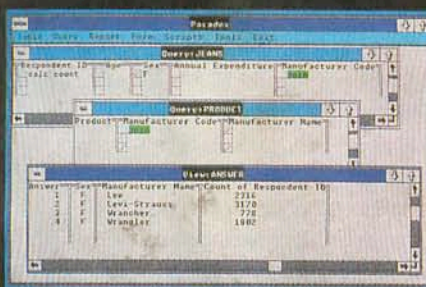 Paradox
Table Query Report Form Scripts Tools Exit
Query:JEANS
Respondent ID Age Sex Annual Expenditure Manufacturer Code
calc count F
Query:PRODUCT
Product Manufacturer Code Manufacturer Name
View:ANSWER
Answer Sex Manufacturer Name Count of Respondent ID
1 F Lee 2316
2 F Levi-Strauss 3170
3 F Wrancher 778
4 F Wrangler 1602